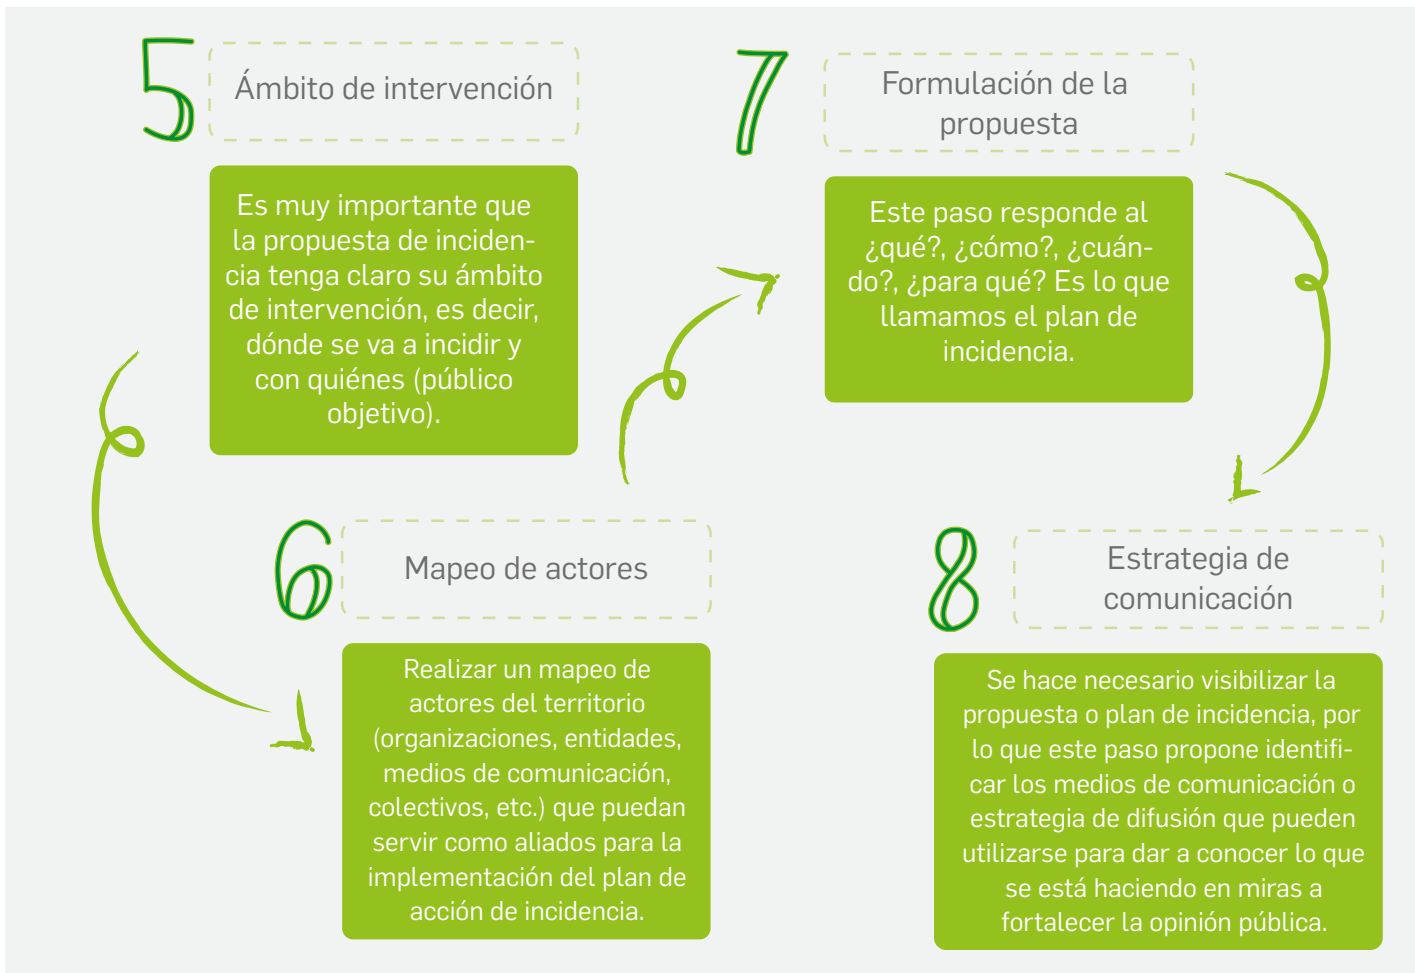 5
Ámbito de intervención
Es muy importante que
la propuesta de inciden-
cia tenga claro su ámbito
de intervención, es decir,
dónde se va a incidir y
con quiénes (público
objetivo).
6
Mapeo de actores
Realizar un mapeo de
actores del territorio
(organizaciones, entidades,
medios de comunicación,
colectivos, etc.) que puedan
servir como aliados para la
implementación del plan de
acción de incidencia.
7
Formulación de la
propuesta
Este paso responde al
¿qué?, ¿cómo?, ¿cuán-
do?, ¿para qué? Es lo que
llamamos el plan de
incidencia.
8
Estrategia de
comunicación
Se hace necesario visibilizar la
propuesta o plan de incidencia, por
lo que este paso propone identifi-
car los medios de comunicación o
estrategia de difusión que pueden
utilizarse para dar a conocer lo que
se está haciendo en miras a
fortalecer la opinión pública.